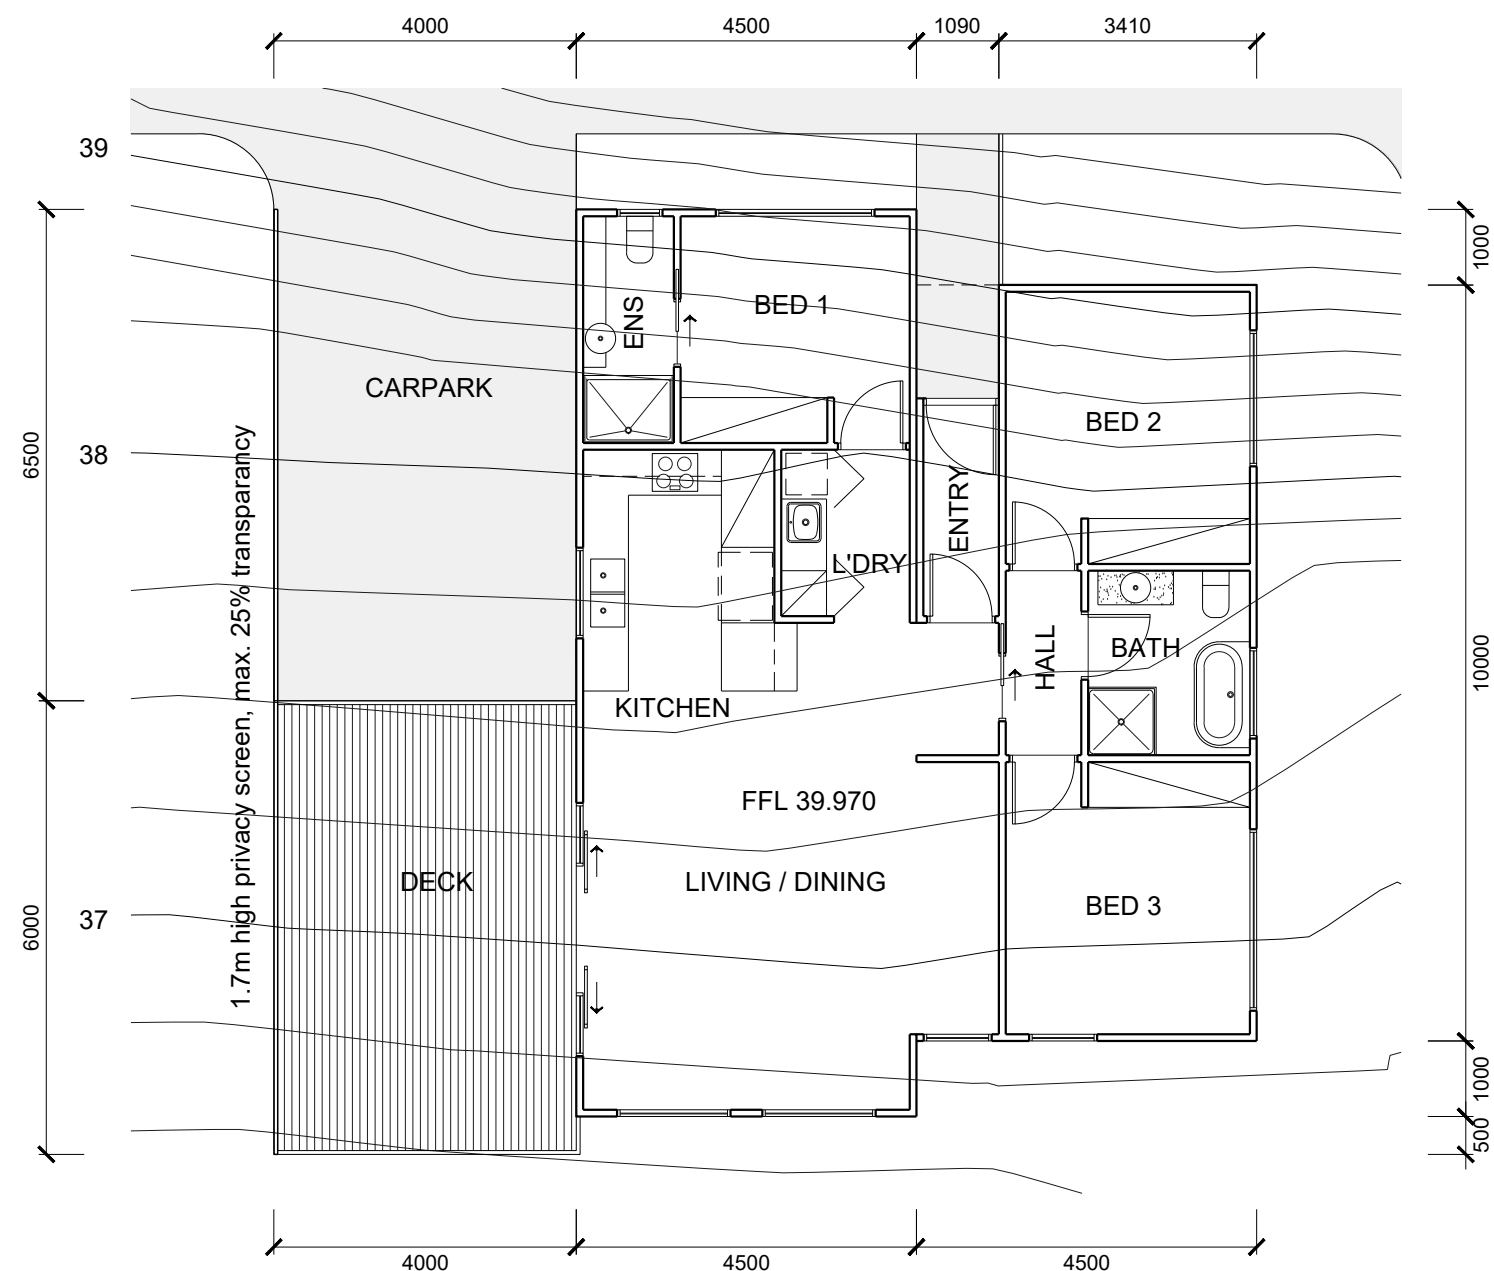 4000
4500
1090
3410
39
1000
ENS
BED 1
CARPARK
BED 2
6500
38
1.7m high privacy screen, max. 25% transparancy
ENTRY
L'DRY
HALL
BATH
10000
KITCHEN
FFL 39.970
DECK
LIVING / DINING
BED 3
6000
37
1000
500
4000
4500
4500